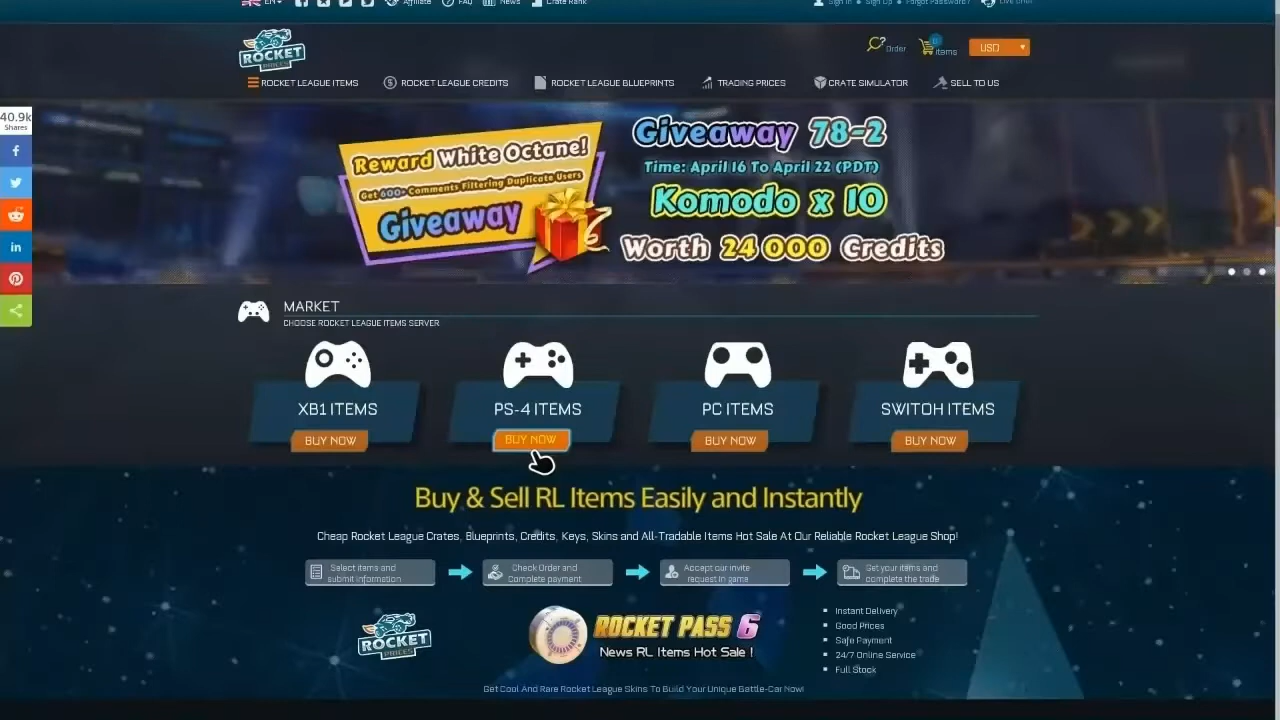 EN
Affiliate
FAQ
News
Crate Rank
Sign In
Sign Up
Forgot Password?
Live Chat
ROCKET
PRICES
Order
0
items
USD
ROCKET LEAGUE ITEMS
ROCKET LEAGUE CREDITS
ROCKET LEAGUE BLUEPRINTS
TRADING PRICES
CRATE SIMULATOR
SELL TO US
40.9k
Shares
Reward White Octane!
Get 600+ Comments Filtering Duplicate Users
Giveaway
Giveaway 78-2
Time: April 16 To April 22 (PDT)
Komodo x 10
Worth 24 000 Credits
MARKET
CHOOSE ROCKET LEAGUE ITEMS SERVER
XB1 ITEMS
PS-4 ITEMS
PC ITEMS
SWITOH ITEMS
BUY NOW
BUY NOW
BUY NOW
BUY NOW
Buy & Sell RL Items Easily and Instantly
Cheap Rocket League Crates, Blueprints, Credits, Keys, Skins and All-Tradable Items Hot Sale At Our Reliable Rocket League Shop!
Select items and
submit information
Check Order and
Complete payment
Accept our invite
request in game
Get your items and
complete the trade
ROCKET
PRICES
ROCKET PASS 6
News RL Items Hot Sale !
Instant Delivery
Good Prices
Safe Payment
24/7 Online Service
Full Stock
Get Cool And Rare Rocket League Skins To Build Your Unique Battle-Car Now!